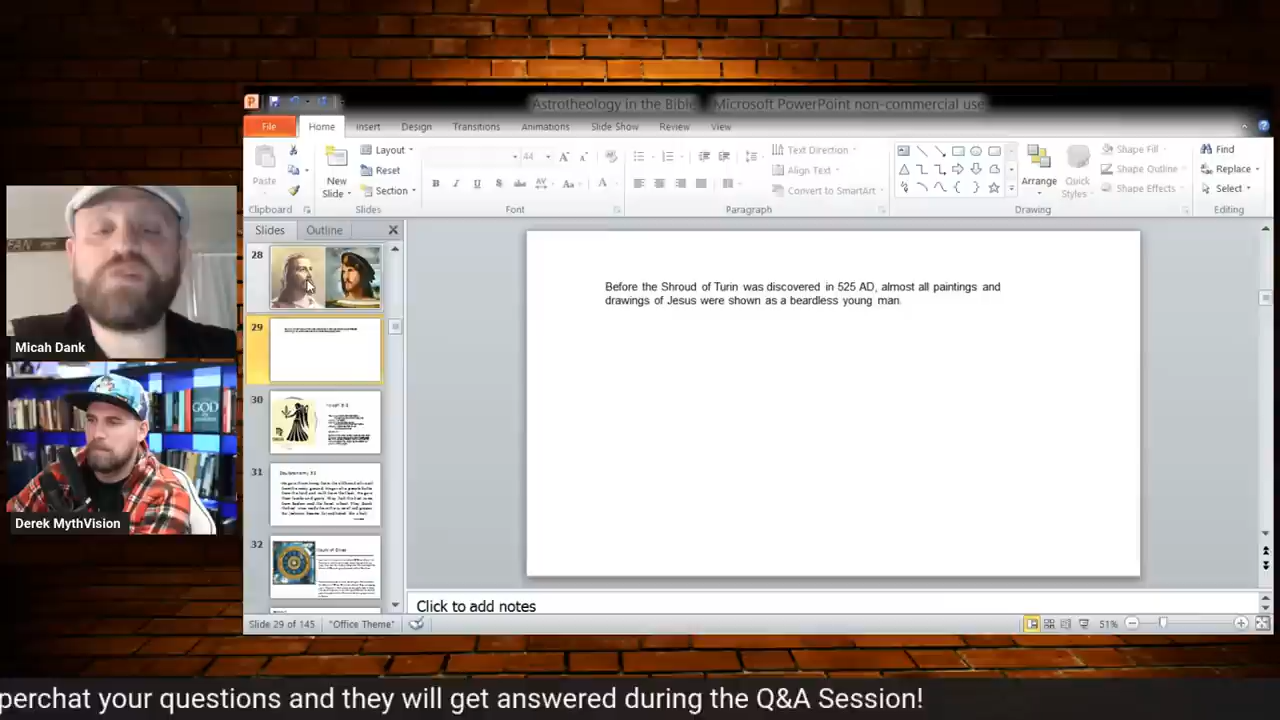 Astrotheology in the Bible - Microsoft PowerPoint non-commercial use
File Home Insert Design Transitions Animations Slide Show Review View
Paste
Clipboard
New
Slide
Layout
Reset
Section
Slides
44
Font
Text Direction
Align Text
Convert to SmartArt
Paragraph
Arrange
Quick
Styles
Shape Fill
Shape Outline
Shape Effects
Drawing
Find
Replace
Select
Editing
Slides Outline
28
29
30
31
32
Before the Shroud of Turin was discovered in 525 AD, almost all paintings and
drawings of Jesus were shown as a beardless young man.
FAN
Micah Dank
GOD
Derek MythVision
Click to add notes
Slide 29 of 145 "Office Theme" 51%
perchat your questions and they will get answered during the Q&A Session!